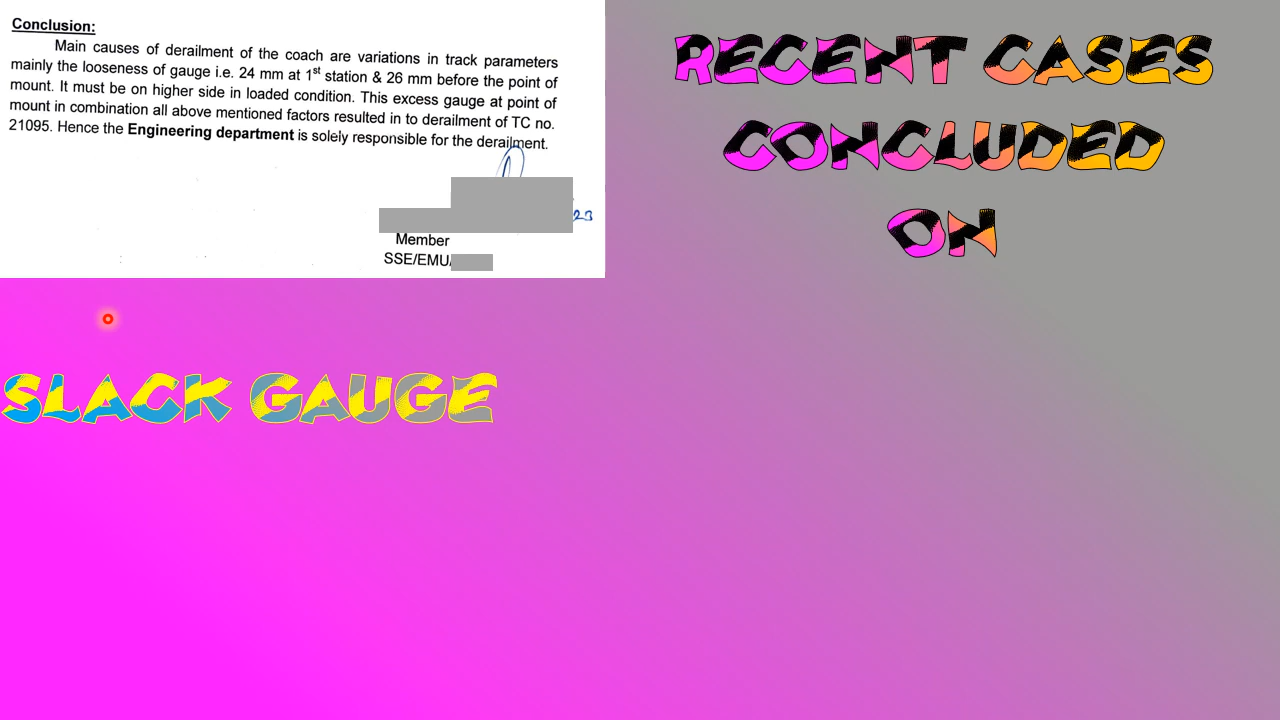 Conclusion:
Main causes of derailment of the coach are variations in track parameters
mainly the looseness of gauge i.e. 24 mm at 1st station & 26 mm before the point of
mount. It must be on higher side in loaded condition. This excess gauge at point of
mount in combination all above mentioned factors resulted in to derailment of TC no.
21095. Hence the Engineering department is solely responsible for the derailment.
23
Member
SSE/EMU/
RECENT CASES
CONCLUDED
ON
SLACK GAUGE